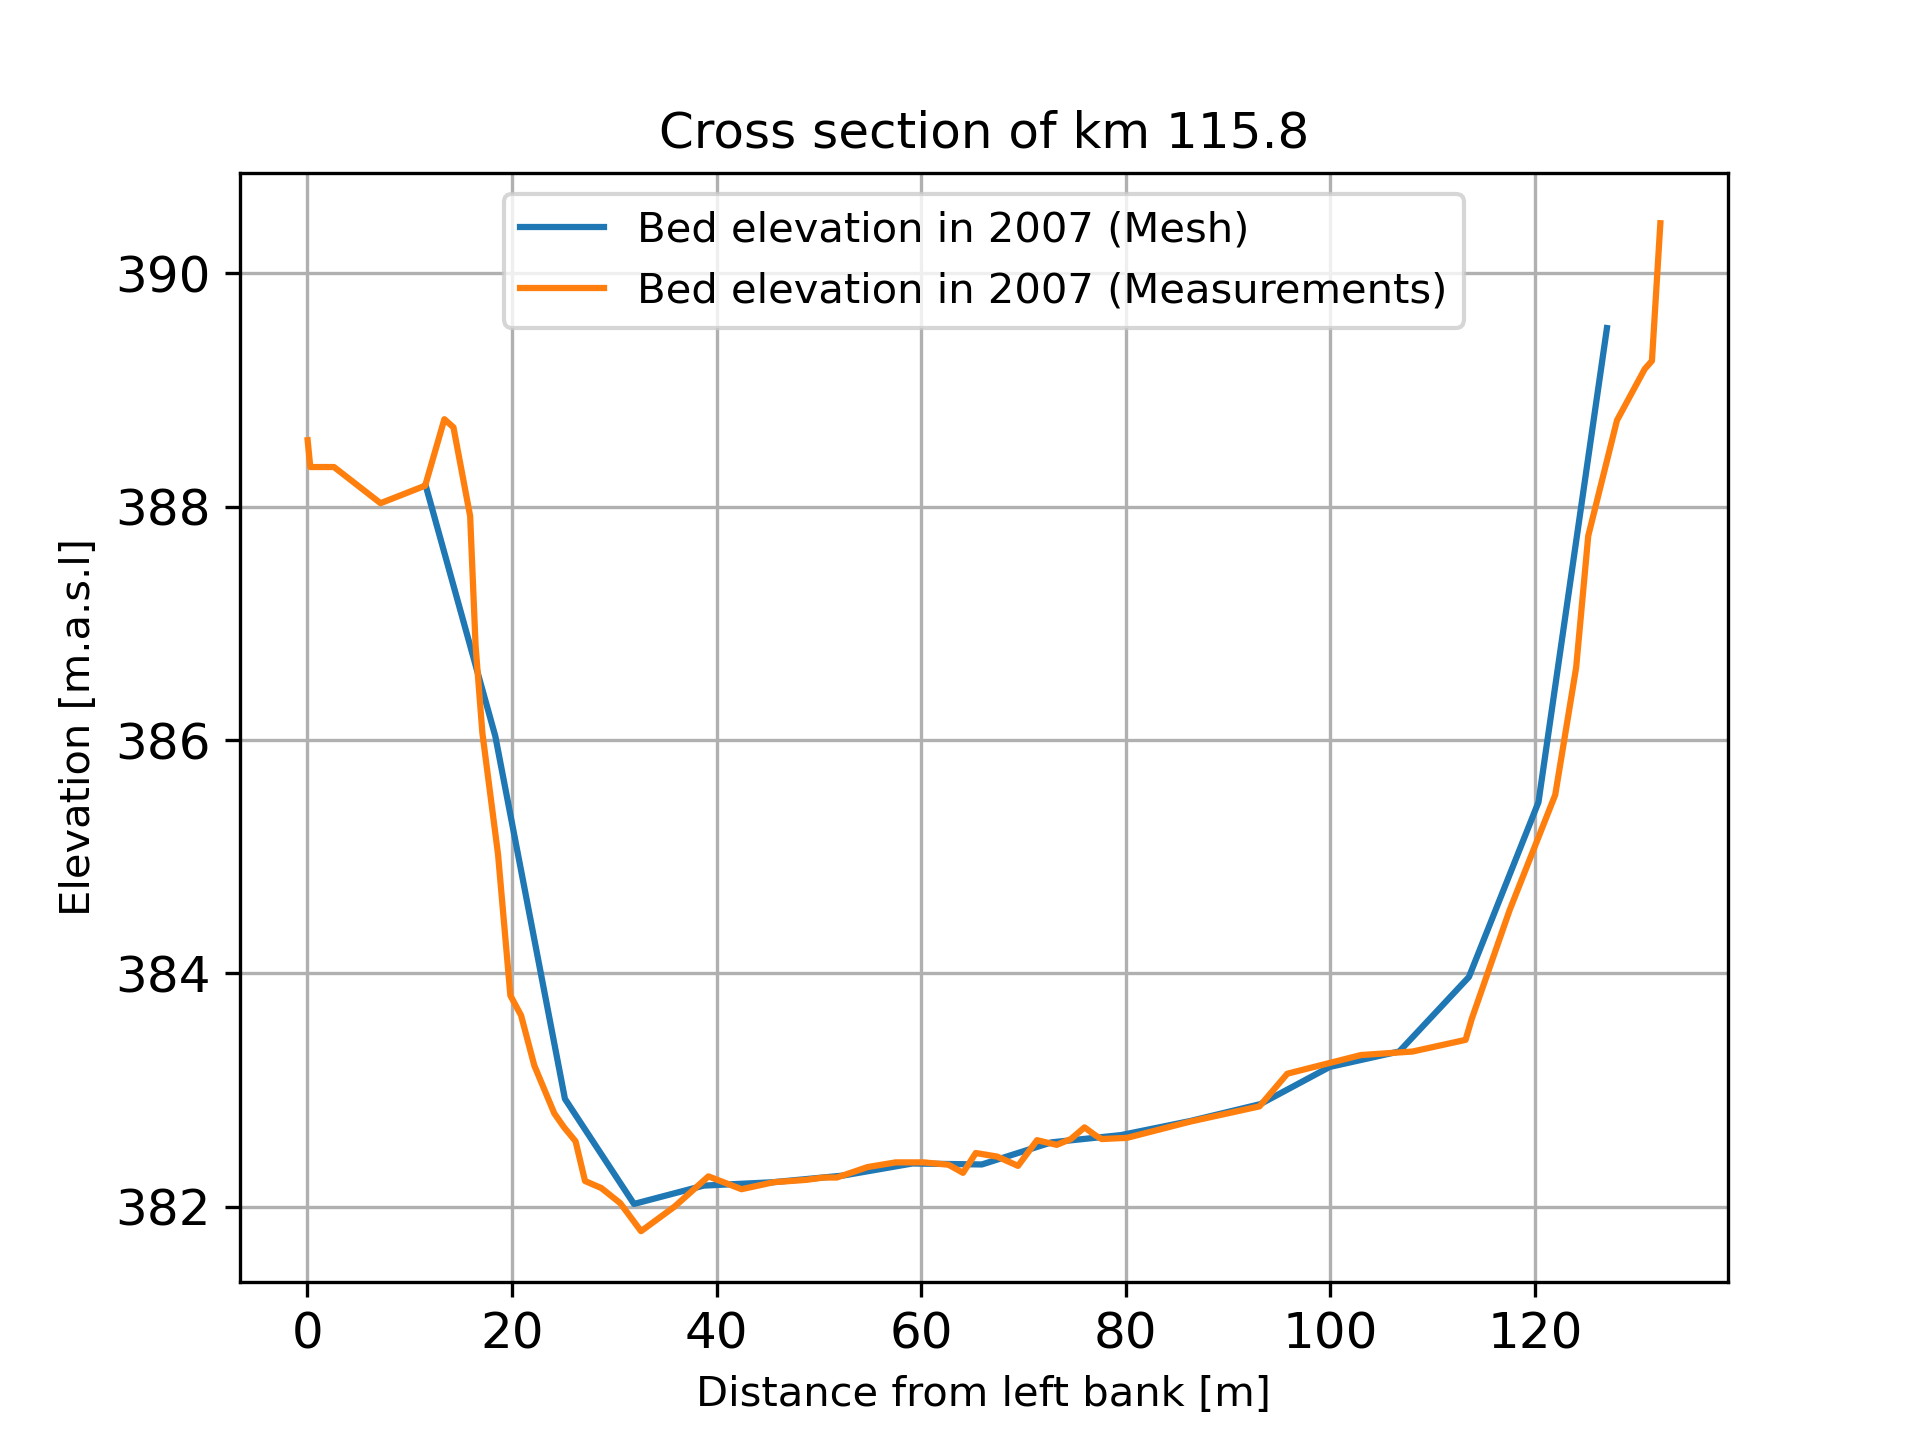 Cross section of km 115.8
Bed elevation in 2007 (Mesh)
Bed elevation in 2007 (Measurements)
390
388
386
384
382
Elevation [m.a.s.l]
0 20 40 60 80 100 120
Distance from left bank [m]